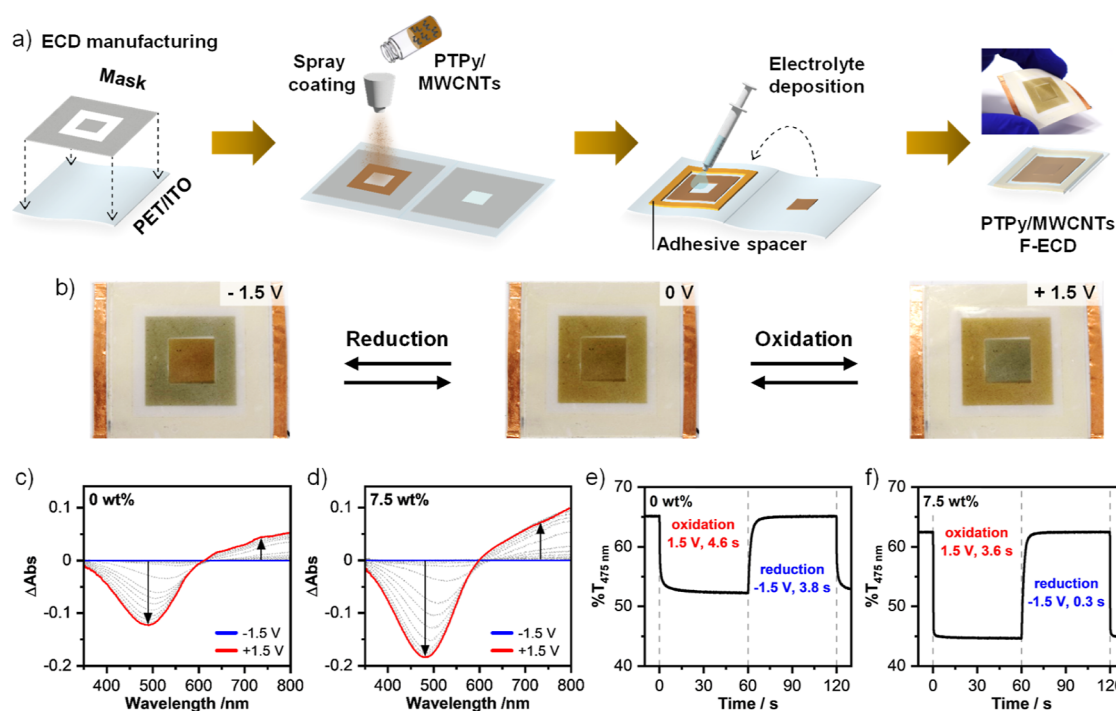 a) ECD manufacturing
Mask
PET/ITO
Spray
coating
PTPy/
MWCNTs
Electrolyte
deposition
Adhesive spacer
PTPy/MWCNTs
F-ECD
b)
- 1.5 V
Reduction
0 V
Oxidation
+ 1.5 V
c)
0 wt%
0.1
0
-0.1
-0.2
ΔAbs
400 500 600 700 800
Wavelength /nm
-1.5 V
+1.5 V
d)
7.5 wt%
0.1
0
-0.1
-0.2
ΔAbs
400 500 600 700 800
Wavelength /nm
-1.5 V
+1.5 V
e)
0 wt%
70
60
50
40
%T475 nm
oxidation
1.5 V, 4.6 s
reduction
-1.5 V, 3.8 s
0 30 60 90 120
Time / s
f)
7.5 wt%
70
60
50
40
%T475 nm
oxidation
1.5 V, 3.6 s
reduction
-1.5 V, 0.3 s
0 30 60 90 120
Time / s